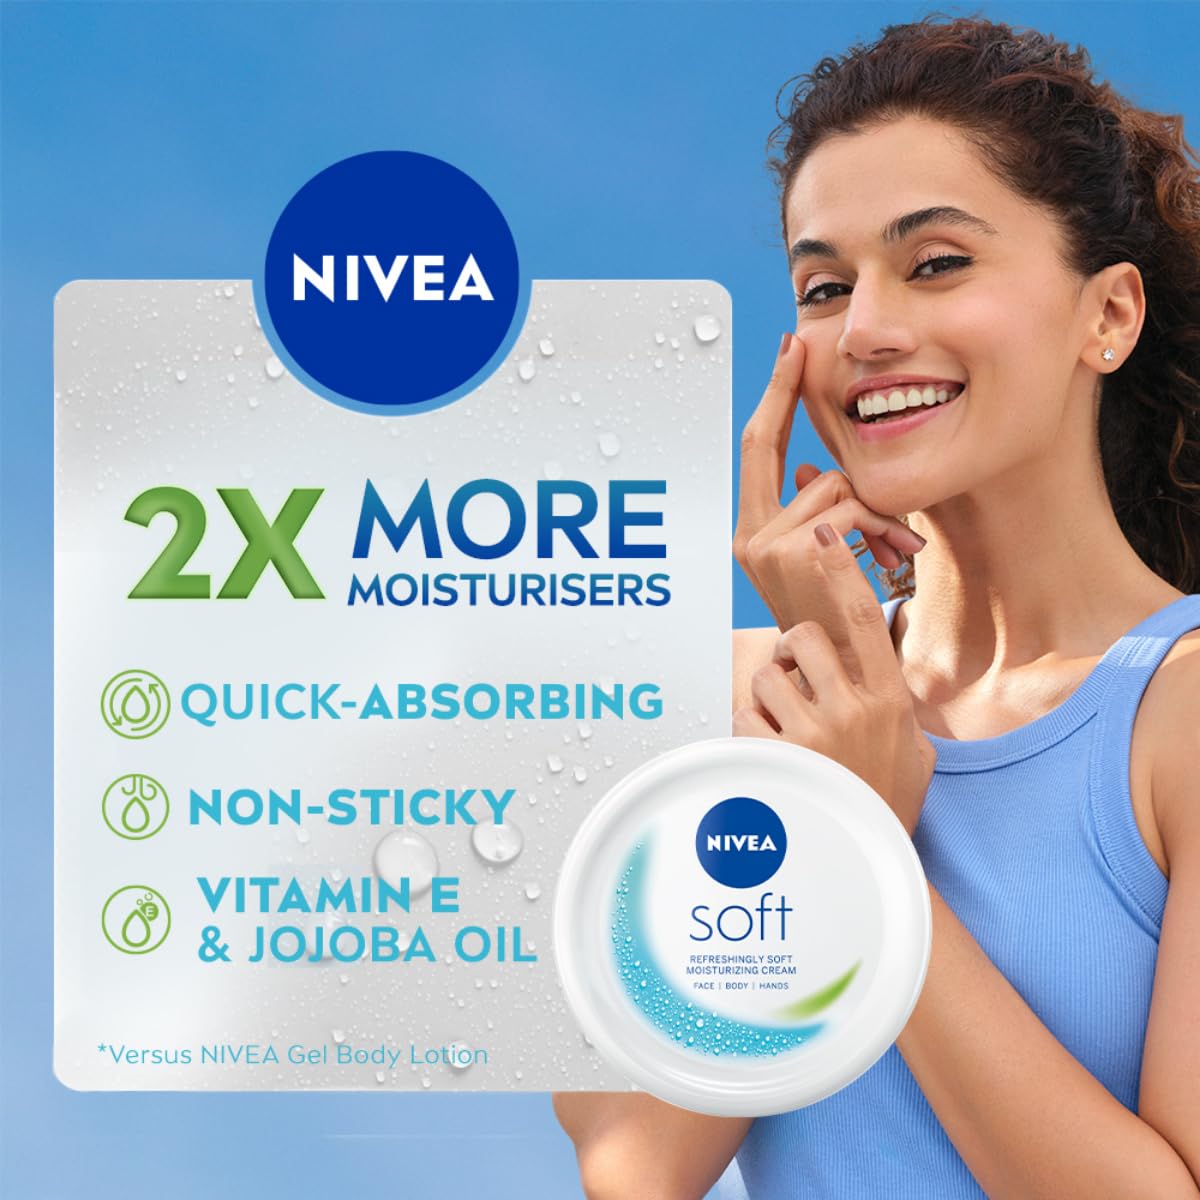 NIVEA
2X MORE
MOISTURISERS
QUICK-ABSORBING
NON-STICKY
E
VITAMIN E
& JOJOBA OIL
*Versus NIVEA Gel Body Lotion
NIVEA
soft
REFRESHINGLY SOFT
MOISTURIZING CREAM
FACE | BODY | HANDS